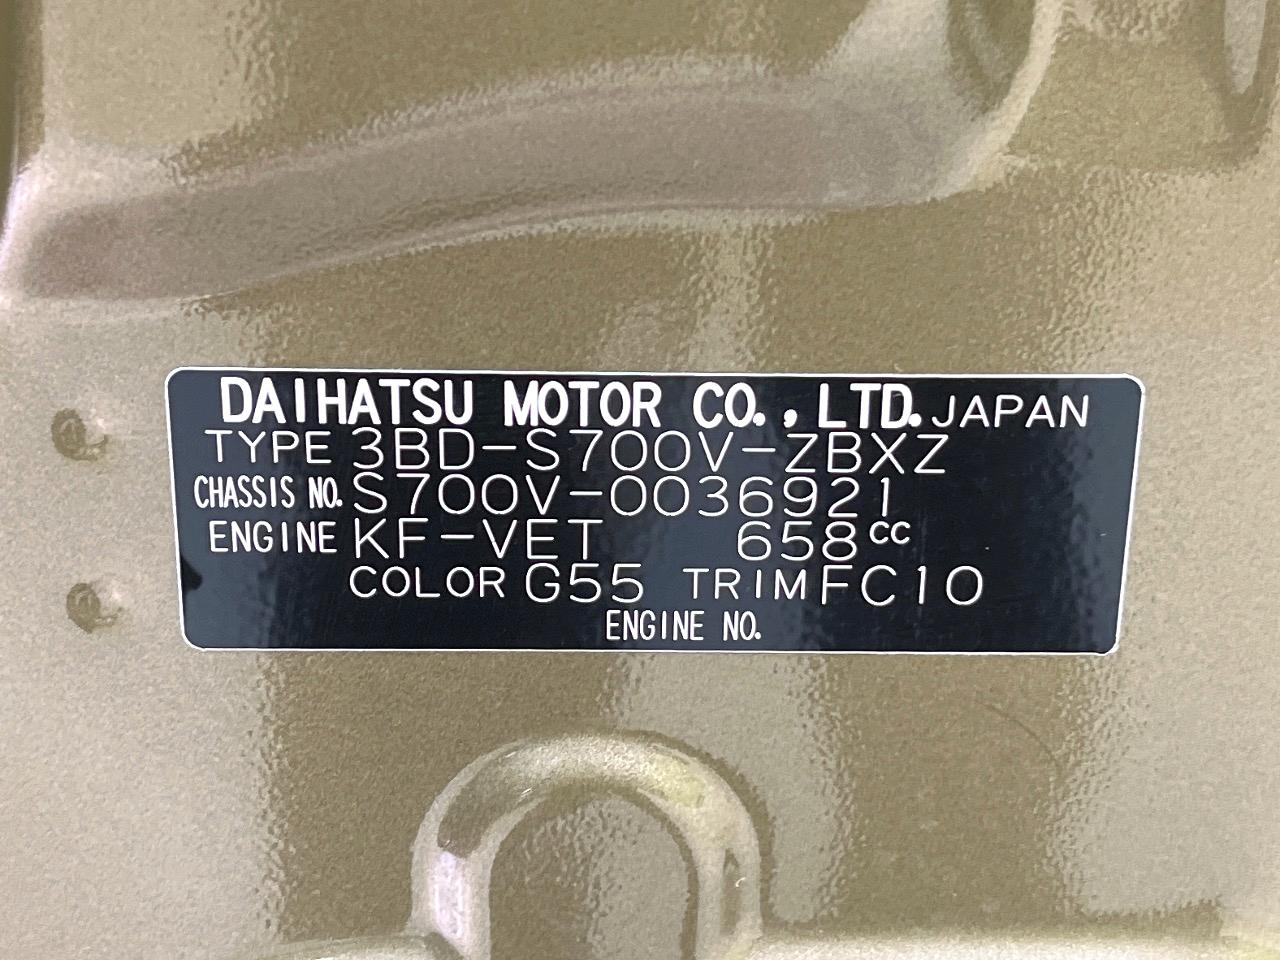 DAIHATSU MOTOR CO., LTD. JAPAN
TYPE 3BD-S700V-ZBXZ
CHASSIS NO. S700V-0036921
ENGINE KF-VET 658cc
COLOR G55 TRIM FC10
ENGINE NO.